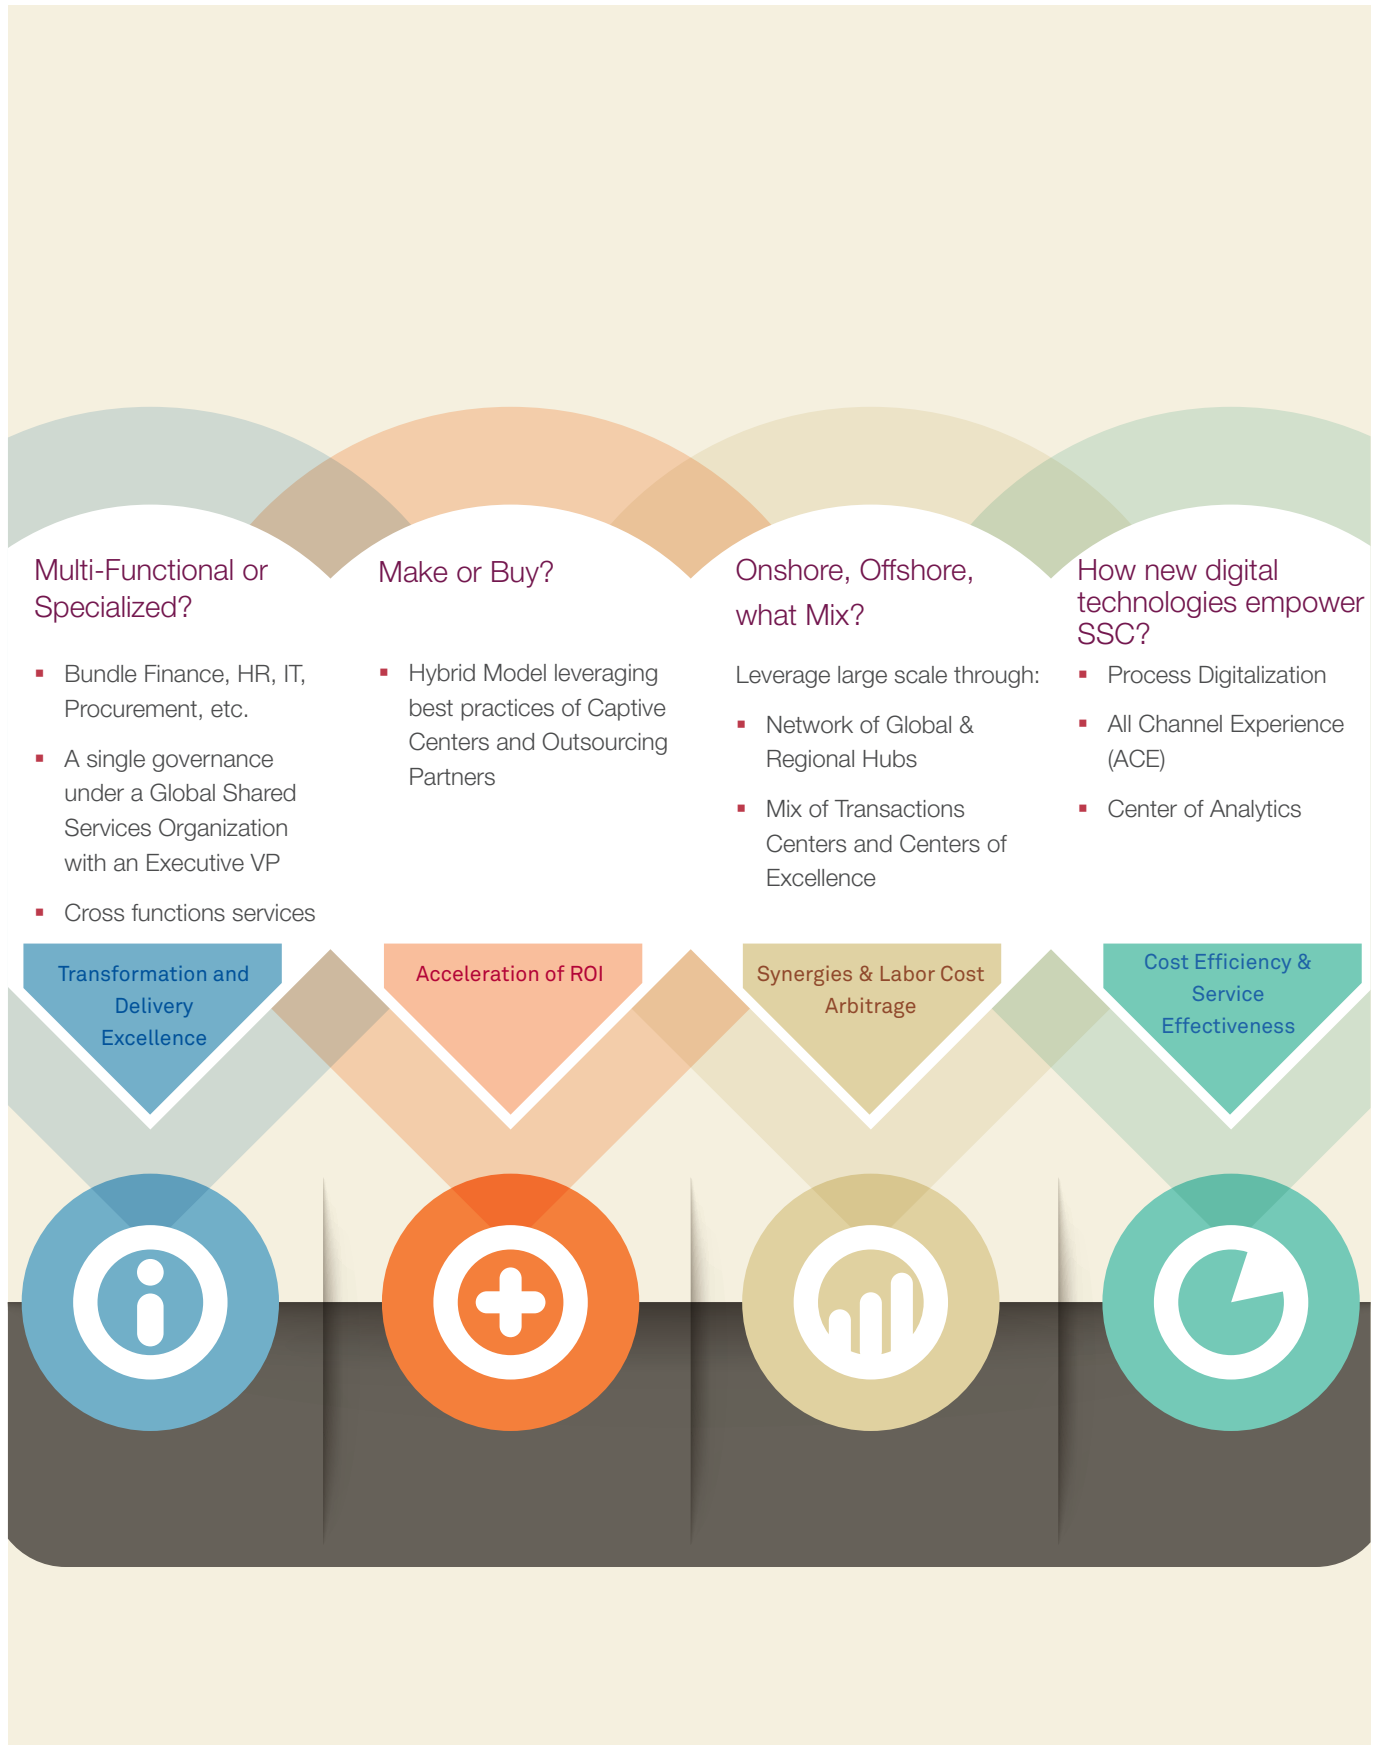 Multi-Functional or
Specialized?
▪ Bundle Finance, HR, IT,
Procurement, etc.
▪ A single governance
under a Global Shared
Services Organization
with an Executive VP
▪ Cross functions services
Transformation and
Delivery
Excellence
Make or Buy?
▪ Hybrid Model leveraging
best practices of Captive
Centers and Outsourcing
Partners
Acceleration of ROI
Onshore, Offshore,
what Mix?
Leverage large scale through:
▪ Network of Global &
Regional Hubs
▪ Mix of Transactions
Centers and Centers of
Excellence
Synergies & Labor Cost
Arbitrage
How new digital
technologies empower
SSC?
▪ Process Digitalization
▪ All Channel Experience
(ACE)
▪ Center of Analytics
Cost Efficiency &
Service
Effectiveness